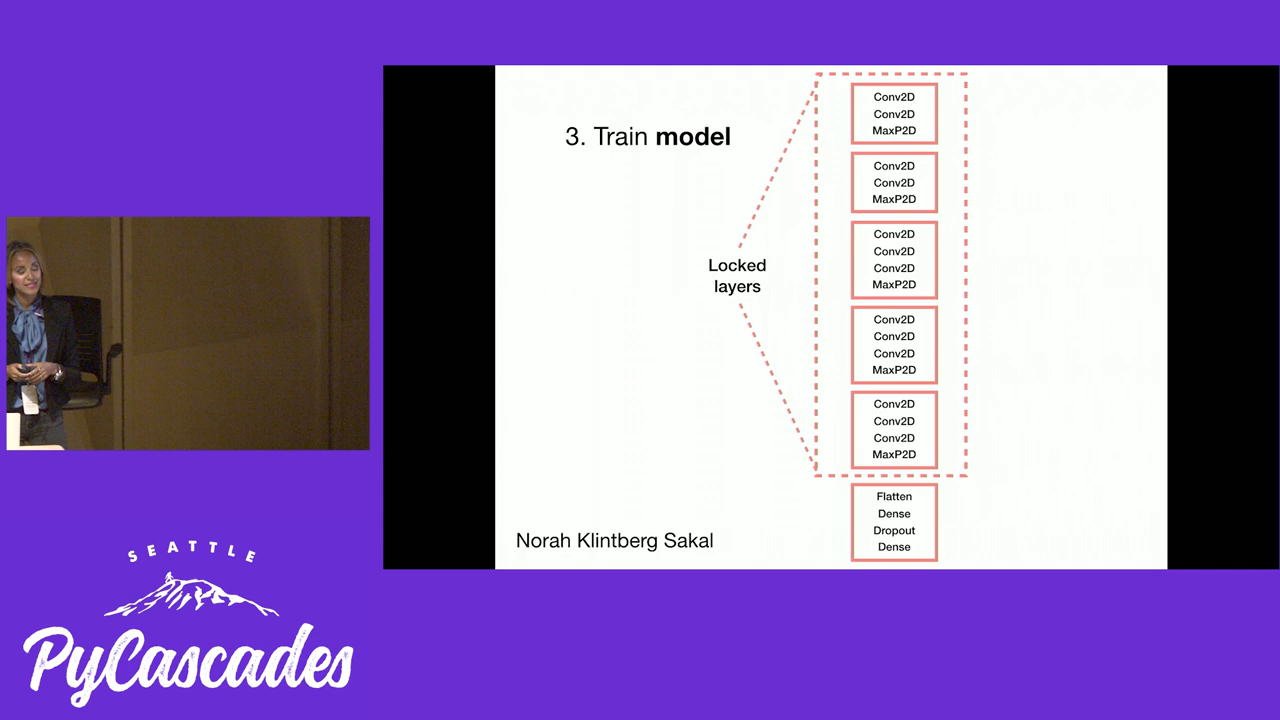 3. Train model
Conv2D
Conv2D
MaxP2D
Conv2D
Conv2D
MaxP2D
Conv2D
Conv2D
Conv2D
MaxP2D
Conv2D
Conv2D
Conv2D
MaxP2D
Conv2D
Conv2D
Conv2D
MaxP2D
Flatten
Dense
Dropout
Dense
Locked
layers
Norah Klintberg Sakal
SEATTLE
PyCascades